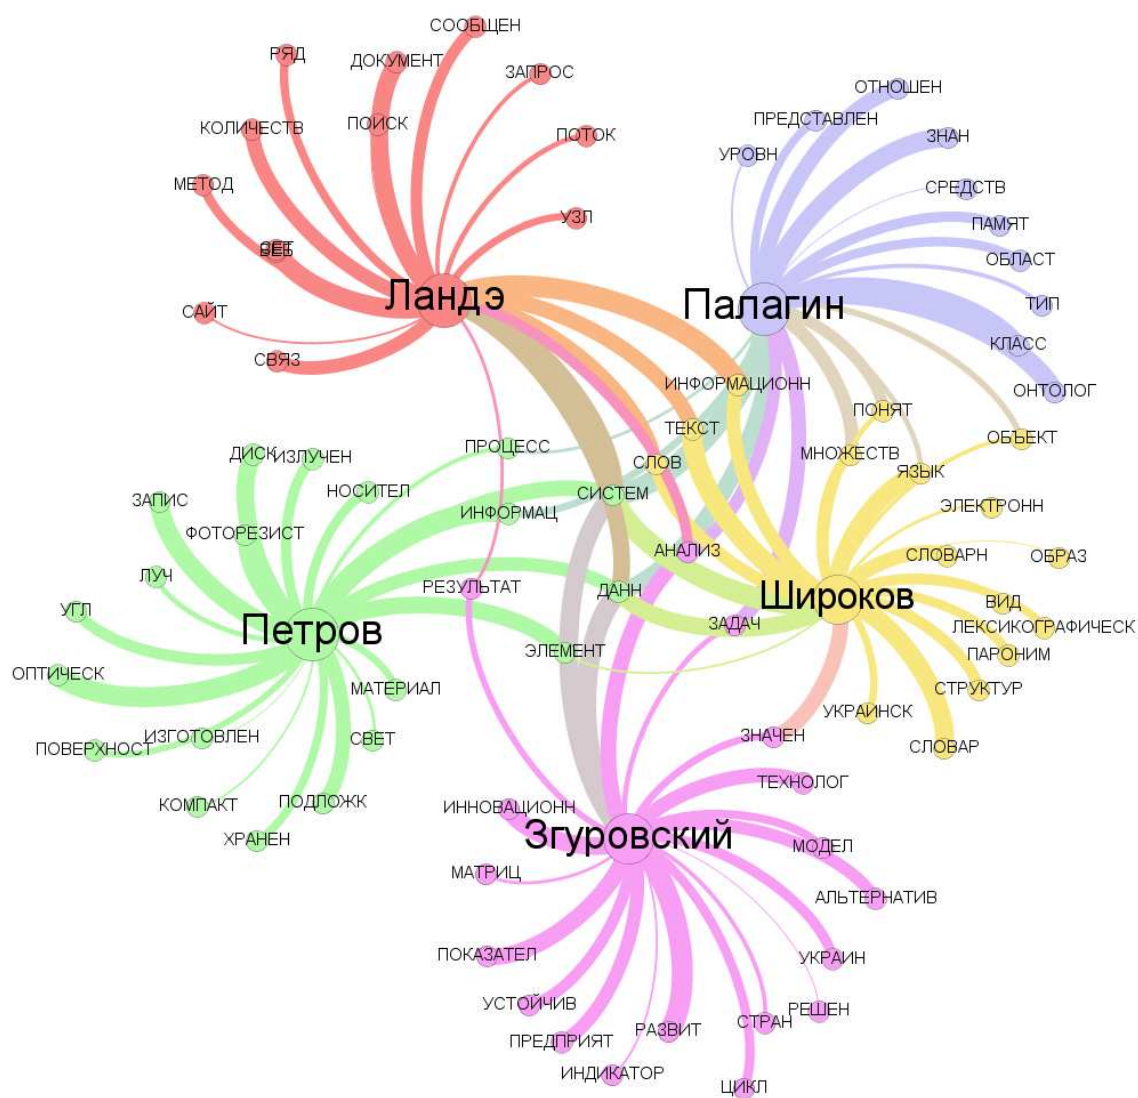 СООБЩЕН
РЯД
ДОКУМЕНТ
ЗАПРОС
ОТНОШЕН
ПРЕДСТАВЛЕН
КОЛИЧЕСТВ
ПОИСК
ПОТОК
ЗНАН
УРОВН
МЕТОД
СРЕДСТВ
УЗЛ
ПАМЯТ
ВЕБ
ОБЛАСТ
Ландэ
Палагин
ТИП
САЙТ
КЛАСС
СВЯЗ
ИНФОРМАЦИОНН
ОНТОЛОГ
ПОНЯТ
ТЕКСТ
ОБЪЕКТ
ПРОЦЕСС
ДИСК
ИЗЛУЧЕН
МНОЖЕСТВ
СЛОВ
ЯЗЫК
НОСИТЕЛ
СИСТЕМ
ЗАПИС
ЭЛЕКТРОНН
ИНФОРМАЦ
ФОТОРЕЗИСТ
АНАЛИЗ
СЛОВАРН
ОБРАЗ
ЛУЧ
РЕЗУЛЬТАТ
ДАНН
Широков
ВИД
УГЛ
ЗАДАЧ
ЛЕКСИКОГРАФИЧЕСК
Петров
ЭЛЕМЕНТ
ПАРОНИМ
ОПТИЧЕСК
МАТЕРИАЛ
СТРУКТУР
УКРАИНСК
ИЗГОТОВЛЕН
СВЕТ
ЗНАЧЕН
ПОВЕРХНОСТ
СЛОВАР
ТЕХНОЛОГ
КОМПАКТ
ПОДЛОЖК
ИННОВАЦИОНН
Згуровский
ХРАНЕН
МОДЕЛ
МАТРИЦ
АЛЬТЕРНАТИВ
ПОКАЗАТЕЛ
УКРАИН
УСТОЙЧИВ
РЕШЕН
СТРАН
РАЗВИТ
ПРЕДПРИЯТ
ИНДИКАТОР
ЦИКЛ